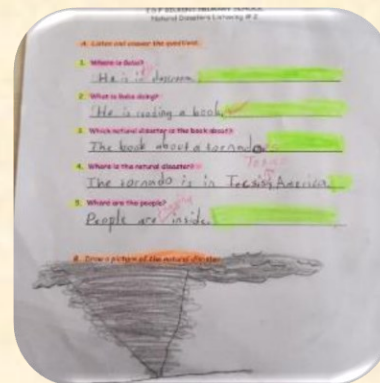 Natural Disasters Listening # 2
A. Listen and answer the questions.
1. Where is
He is in classroom.
2. What is doing?
He is reading a book.
3. Which natural disaster is the book about?
The book about a tornado
4. Where is the natural disaster?
Texas
The tornado is in America.
5. Where are the people?
People are inside.
B. Draw a picture of the natural disaster.